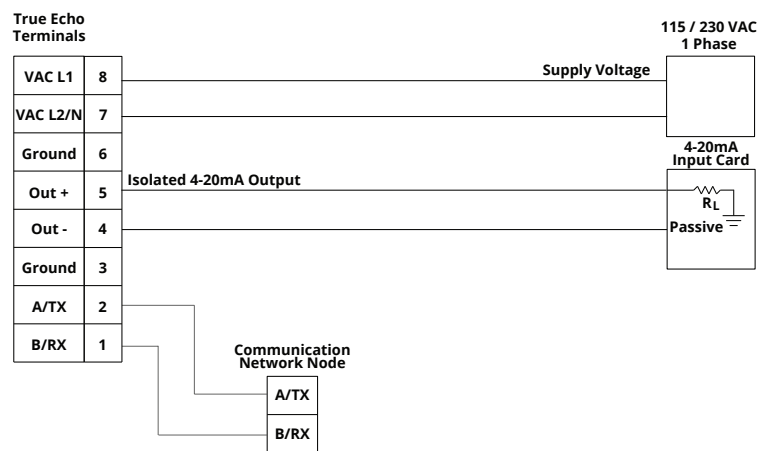 True Echo
Terminals
115 / 230 VAC
1 Phase
VAC L1 8
Supply Voltage
VAC L2/N 7
Ground 6
4-20mA
Input Card
Out + 5
Isolated 4-20mA Output
RL
Out - 4
Passive
Ground 3
A/TX 2
B/RX 1
Communication
Network Node
A/TX
B/RX